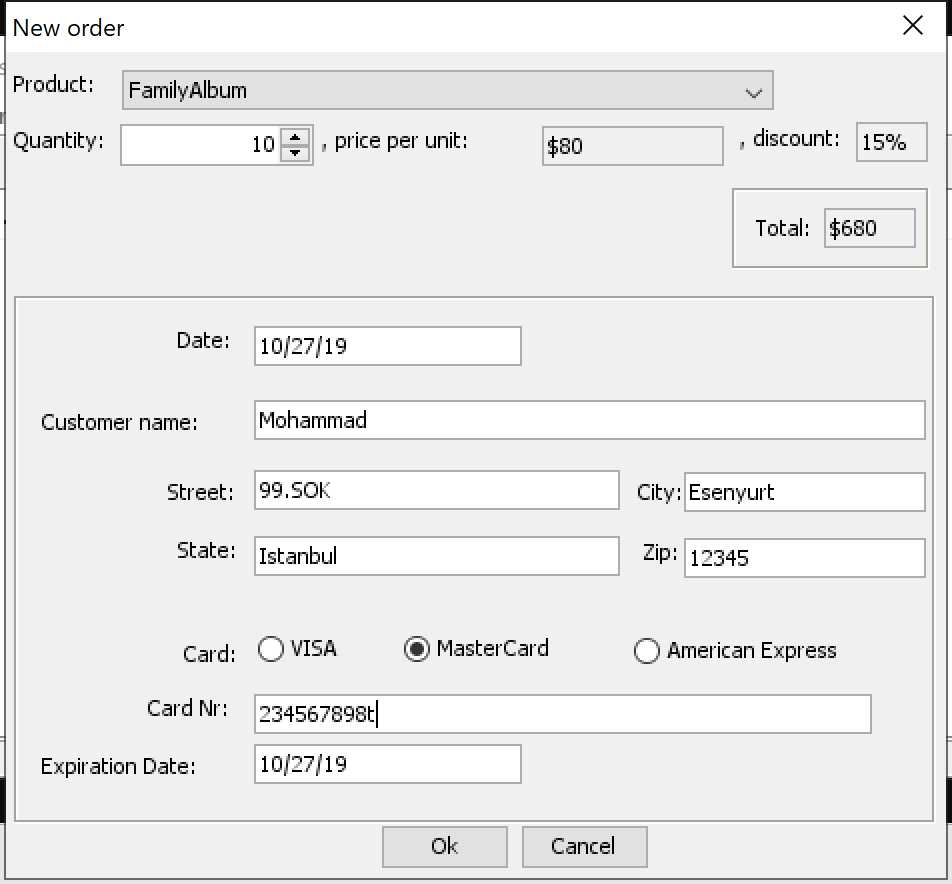 New order
Product: FamilyAlbum
Quantity: 10 , price per unit: $80 , discount: 15%
Total: $680
Date: 10/27/19
Customer name: Mohammad
Street: 99.SOK City: Esenyurt
State: Istanbul Zip: 12345
Card: VISA MasterCard American Express
Card Nr: 234567898t
Expiration Date: 10/27/19
Ok Cancel